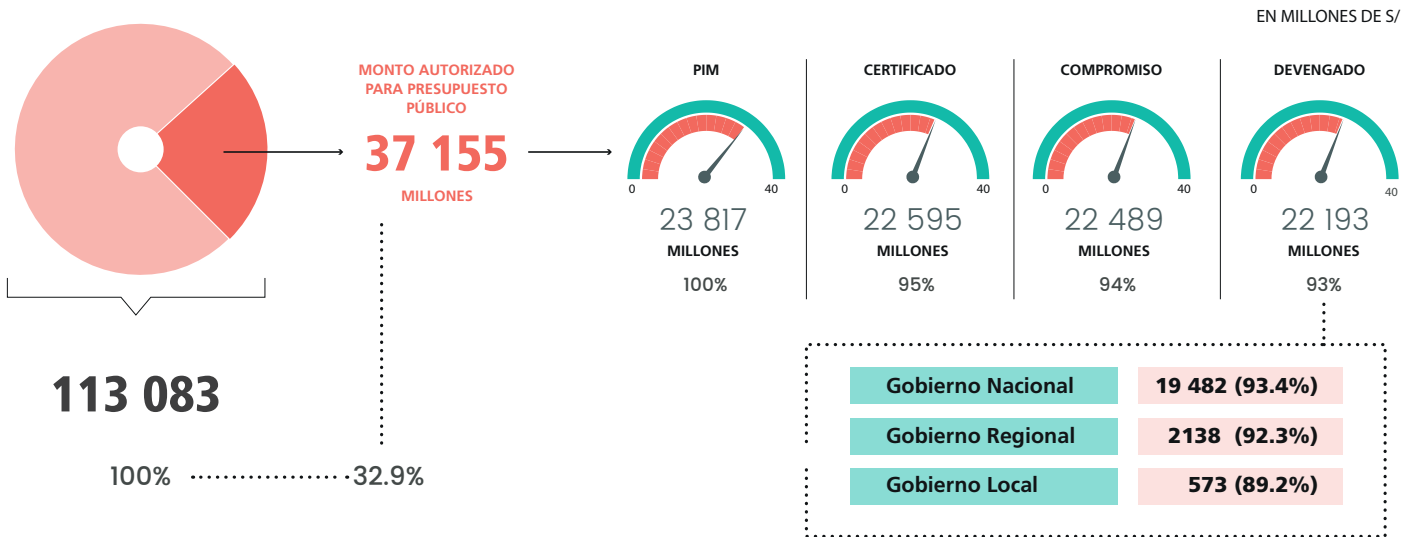 EN MILLONES DE S/
MONTO AUTORIZADO
PARA PRESUPUESTO
PÚBLICO
37 155
MILLONES
PIM
0
40
23 817
MILLONES
100%
CERTIFICADO
0
40
22 595
MILLONES
95%
COMPROMISO
0
40
22 489
MILLONES
94%
DEVENGADO
0
40
22 193
MILLONES
93%
113 083
100%
32.9%
Gobierno Nacional 19 482 (93.4%)
Gobierno Regional 2138 (92.3%)
Gobierno Local 573 (89.2%)